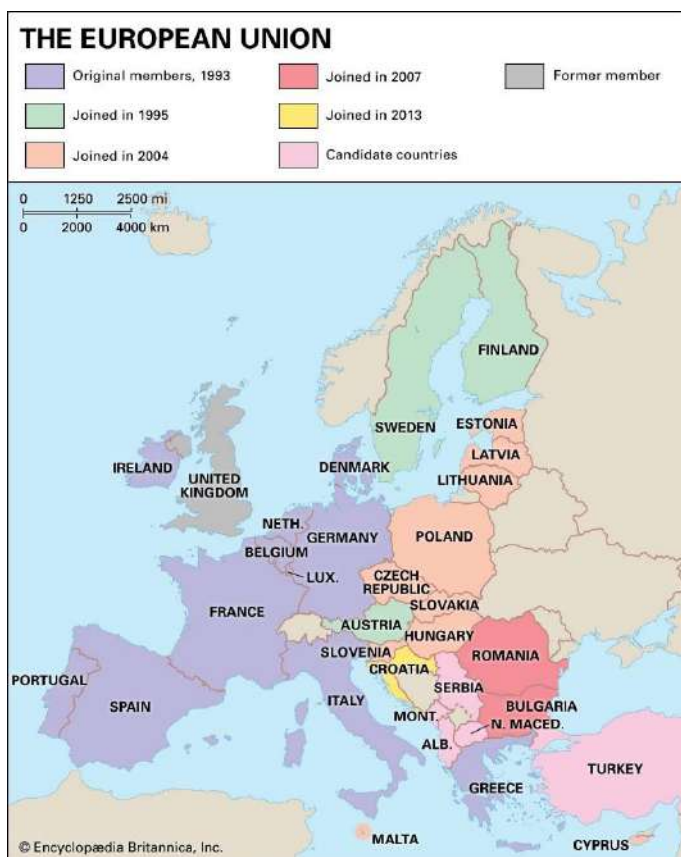 THE EUROPEAN UNION
Original members, 1993
Joined in 2007
Former member
Joined in 1995
Joined in 2013
Joined in 2004
Candidate countries
0 1250 2500 mi
0 2000 4000 km
FINLAND
SWEDEN
ESTONIA
LATVIA
LITHUANIA
IRELAND
UNITED
KINGDOM
DENMARK
NETH.
GERMANY
BELGIUM
LUX.
POLAND
CZECH
REPUBLIC
SLOVAKIA
FRANCE
AUSTRIA
HUNGARY
SLOVENIA
CROATIA
ROMANIA
PORTUGAL
SPAIN
ITALY
SERBIA
MONT.
BULGARIA
N. MACED.
ALB.
GREECE
TURKEY
MALTA
CYPRUS
© Encyclopædia Britannica, Inc.